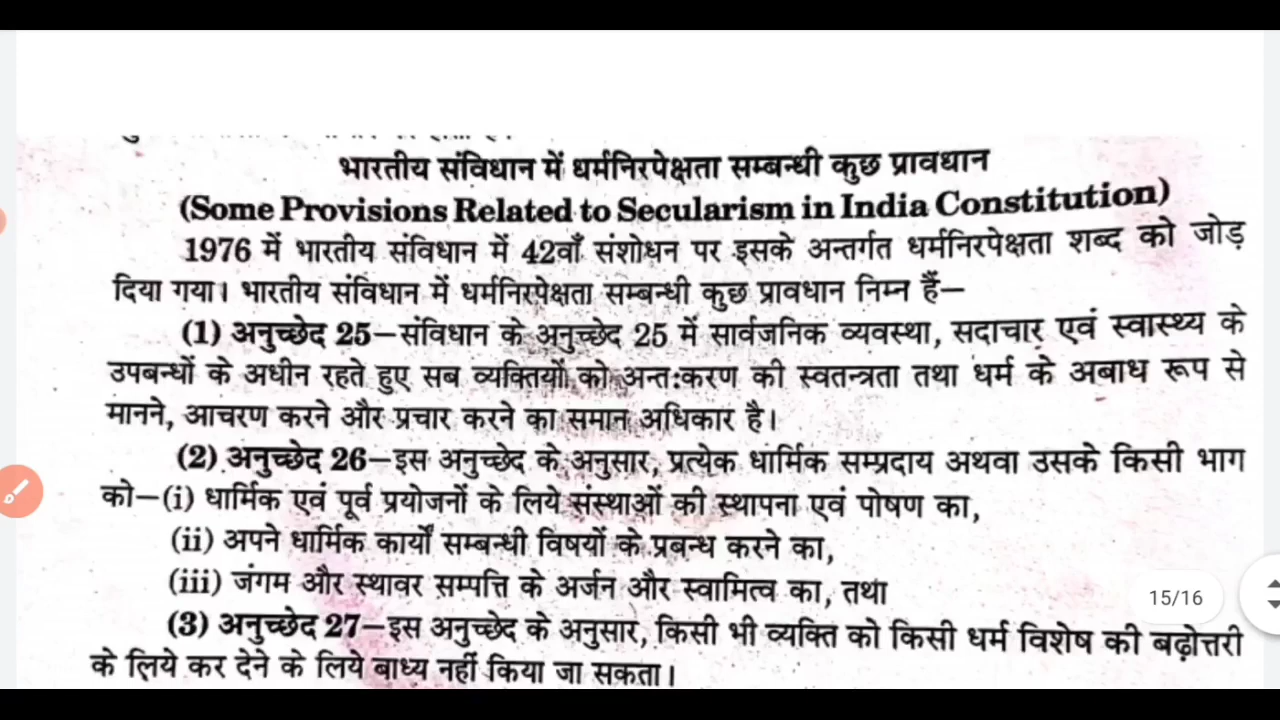 भारतीय संविधान में धर्मनिरपेक्षता सम्बन्धी कुछ प्रावधान
(Some Provisions Related to Secularism in India Constitution)
1976 में भारतीय संविधान में 42वाँ संशोधन पर इसके अन्तर्गत धर्मनिरपेक्षता शब्द को जोड़
दिया गया। भारतीय संविधान में धर्मनिरपेक्षता सम्बन्धी कुछ प्रावधान निम्न हैं—
(1) अनुच्छेद 25—संविधान के अनुच्छेद 25 में सार्वजनिक व्यवस्था, सदाचार एवं स्वास्थ्य के
उपबन्धों के अधीन रहते हुए सब व्यक्तियों को अन्तःकरण की स्वतन्त्रता तथा धर्म के अबाध रूप से
मानने, आचरण करने और प्रचार करने का समान अधिकार है।
(2) अनुच्छेद 26—इस अनुच्छेद के अनुसार, प्रत्येक धार्मिक सम्प्रदाय अथवा उसके किसी भाग
को—(i) धार्मिक एवं पूर्व प्रयोजनों के लिये संस्थाओं की स्थापना एवं पोषण का,
(ii) अपने धार्मिक कार्यों सम्बन्धी विषयों के प्रबन्ध करने का,
(iii) जंगम और स्थावर सम्पत्ति के अर्जन और स्वामित्व का, तथा
15/16
(3) अनुच्छेद 27—इस अनुच्छेद के अनुसार, किसी भी व्यक्ति को किसी धर्म विशेष की बढ़ोत्तरी
के लिये कर देने के लिये बाध्य नहीं किया जा सकता।